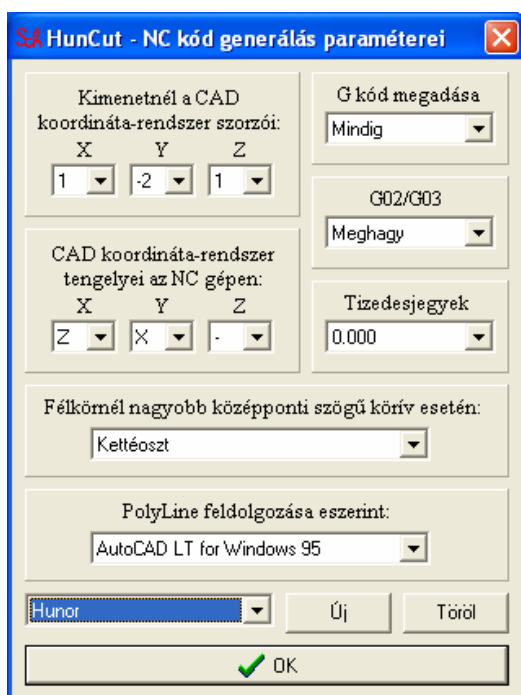 HunCut - NC kód generálás paraméterei
Kimenetnél a CAD
koordináta-rendszer szorzói:
X Y Z
1 -2 1
G kód megadása
Mindig
G02/G03
Meghagy
CAD koordináta-rendszer
tengelyei az NC gépen:
X Y Z
Z X -
Tizedesjegyek
0.000
Félkörnél nagyobb középponti szögű körív esetén:
Kettéoszt
PolyLine feldolgozása eszerint:
AutoCAD LT for Windows 95
Hunor
Új
Töröl
OK